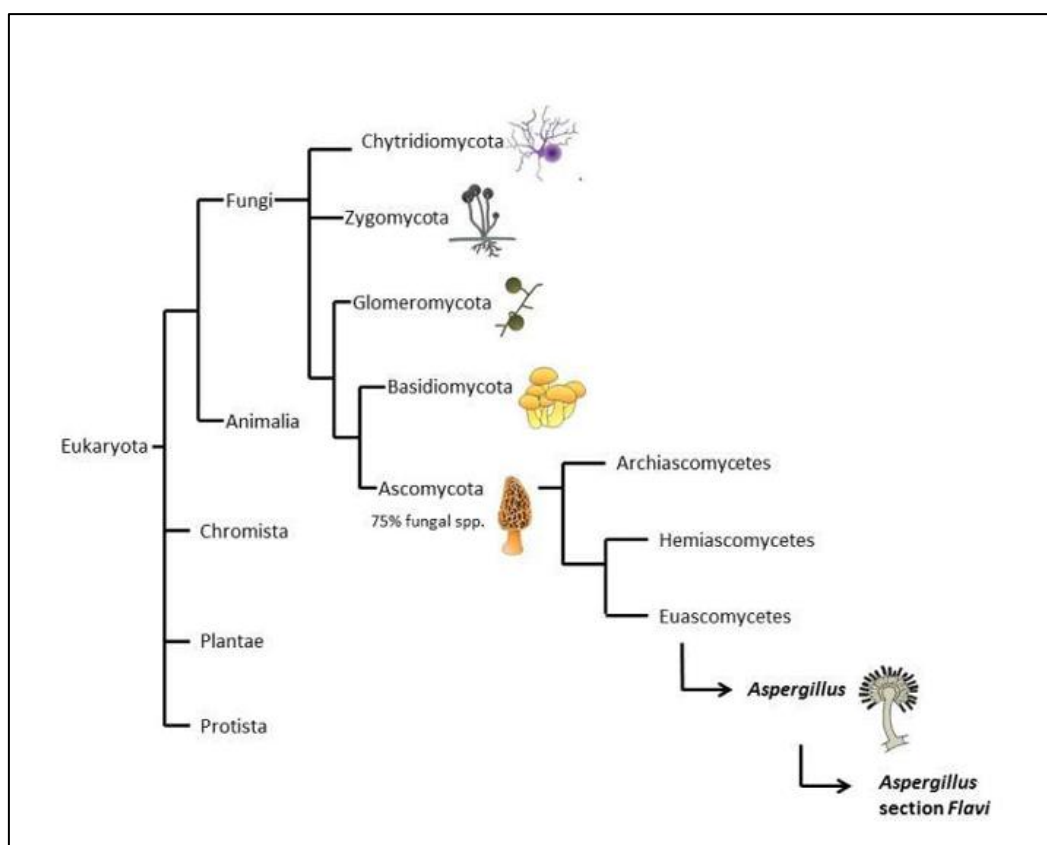 Chytridiomycota
Fungi
Zygomycota
Glomeromycota
Basidiomycota
Animalia
Eukaryota
Archiascomycetes
Ascomycota
75% fungal spp.
Chromista
Hemiascomycetes
Euascomycetes
Plantae
Aspergillus
Protista
Aspergillus
section Flavi